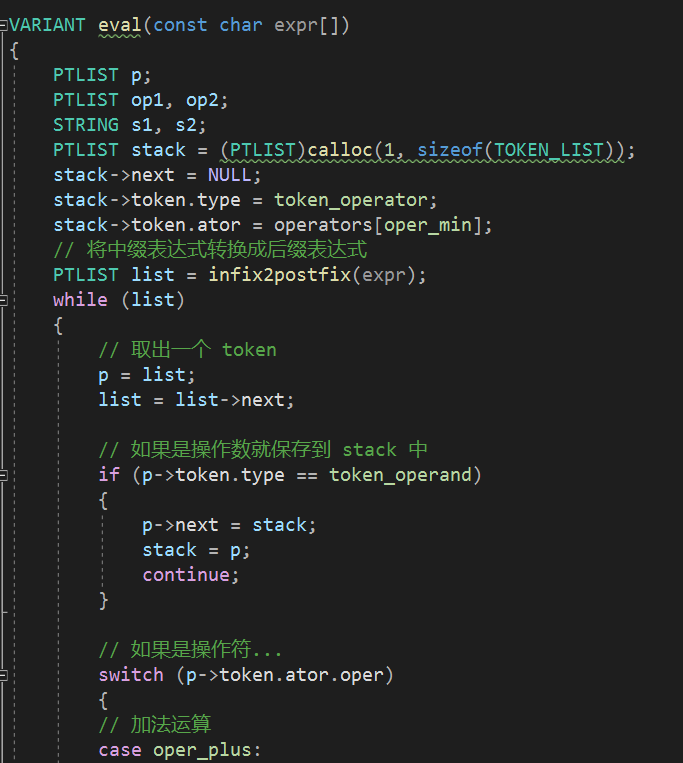 VARIANT eval(const char expr[])
{
PTLIST p;
PTLIST op1, op2;
STRING s1, s2;
PTLIST stack = (PTLIST)calloc(1, sizeof(TOKEN_LIST));
stack->next = NULL;
stack->token.type = token_operator;
stack->token.ator = operators[oper_min];
// 将中缀表达式转换成后缀表达式
PTLIST list = infix2postfix(expr);
while (list)
{
// 取出一个 token
p = list;
list = list->next;
// 如果是操作数就保存到 stack 中
if (p->token.type == token_operand)
{
p->next = stack;
stack = p;
continue;
}
// 如果是操作符...
switch (p->token.ator.oper)
{
// 加法运算
case oper_plus: